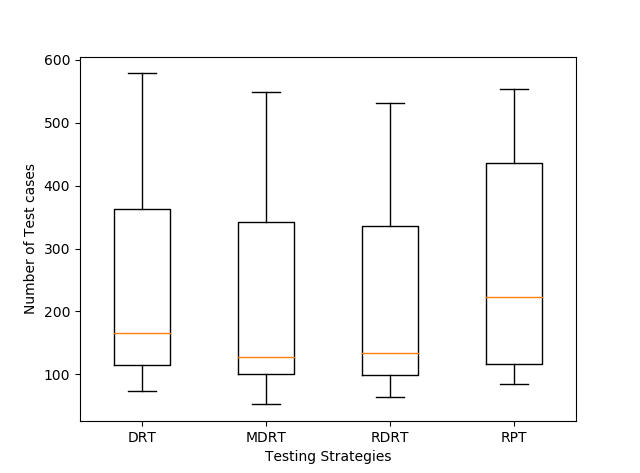 600
500
400
300
200
100
Number of Test cases
DRT
MDRT
RDRT
RPT
Testing Strategies